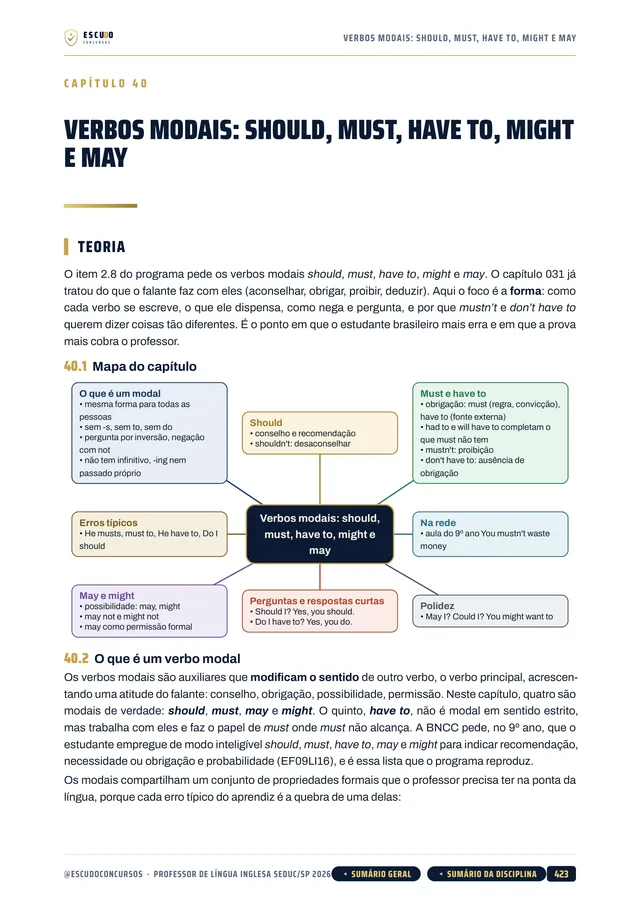 ESCUDO
CONCURSOS
VERBOS MODAIS: SHOULD, MUST, HAVE TO, MIGHT E MAY
CAPÍTULO 40
VERBOS MODAIS: SHOULD, MUST, HAVE TO, MIGHT
E MAY
TEORIA
O item 2.8 do programa pede os verbos modais should, must, have to, might e may. O capítulo 031 já
tratou do que o falante faz com eles (aconselhar, obrigar, proibir, deduzir). Aqui o foco é a forma: como
cada verbo se escreve, o que ele dispensa, como nega e pergunta, e por que mustn't e don't have to
querem dizer coisas tão diferentes. É o ponto em que o estudante brasileiro mais erra e em que a prova
mais cobra o professor.
40.1 Mapa do capítulo
O que é um modal
• mesma forma para todas as
pessoas
• sem -s, sem to, sem do
• pergunta por inversão, negação
com not
• não tem infinitivo, -ing nem
passado próprio
Should
• conselho e recomendação
• shouldn't: desaconselhar
Must e have to
• obrigação: must (regra, convicção),
have to (fonte externa)
• had to e will have to completam o
que must não tem
• mustn't: proibição
• don't have to: ausência de
obrigação
Erros típicos
• He musts, must to, He have to, Do I
should
Verbos modais: should,
must, have to, might e
may
Na rede
• aula do 9º ano You mustn't waste
money
May e might
• possibilidade: may, might
• may not e might not
• may como permissão formal
Perguntas e respostas curtas
• Should I? Yes, you should.
• Do I have to? Yes, you do.
Polidez
• May I? Could I? You might want to
40.2 O que é um verbo modal
Os verbos modais são auxiliares que modificam o sentido de outro verbo, o verbo principal, acrescen-
tando uma atitude do falante: conselho, obrigação, possibilidade, permissão. Neste capítulo, quatro são
modais de verdade: should, must, may e might. O quinto, have to, não é modal em sentido estrito,
mas trabalha com eles e faz o papel de must onde must não alcança. A BNCC pede, no 9º ano, que o
estudante empregue de modo inteligível should, must, have to, may e might para indicar recomendação,
necessidade ou obrigação e probabilidade (EF09LI16), e é essa lista que o programa reproduz.
Os modais compartilham um conjunto de propriedades formais que o professor precisa ter na ponta da
língua, porque cada erro típico do aprendiz é a quebra de uma delas:
@ESCUDOCONCURSOS · PROFESSOR DE LÍNGUA INGLESA SEDUC/SP 2026
SUMÁRIO GERAL
SUMÁRIO DA DISCIPLINA
423